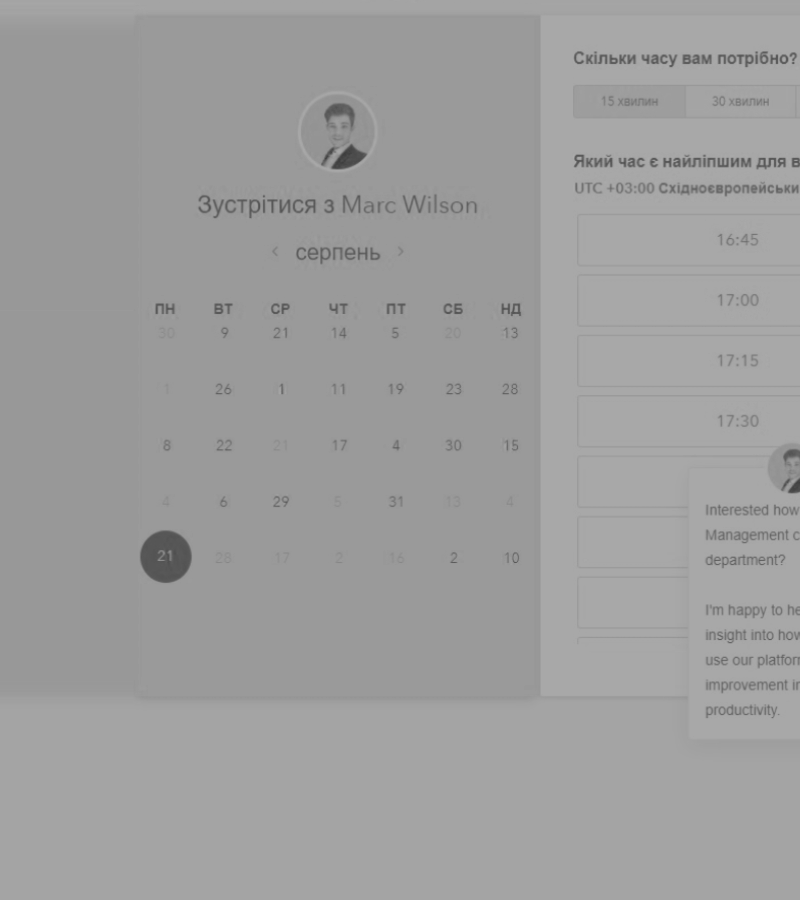 Зустрітися з Marc Wilson
‹ серпень ›
ПН ВТ СР ЧТ ПТ СБ НД
30 9 21 14 5 20 13
1 26 1 11 19 23 28
8 22 21 17 4 30 15
4 6 29 5 31 13 4
21 28 17 2 16 2 10
Скільки часу вам потрібно?
15 хвилин 30 хвилин
Який час є найліпшим для в
UTC +03:00 Східноєвропейськи
16:45
17:00
17:15
17:30
Interested how
Management c
department?
I'm happy to he
insight into how
use our platfor
improvement in
productivity.